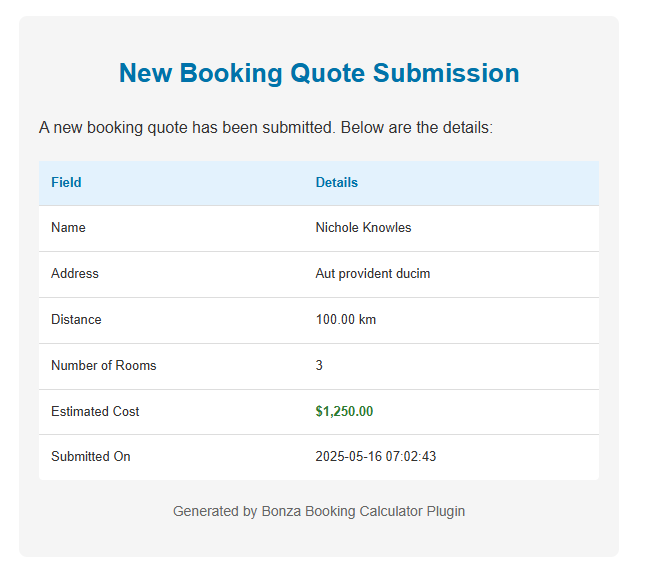 New Booking Quote Submission
A new booking quote has been submitted. Below are the details:
Field Details
Name Nichole Knowles
Address Aut provident ducim
Distance 100.00 km
Number of Rooms 3
Estimated Cost $1,250.00
Submitted On 2025-05-16 07:02:43
Generated by Bonza Booking Calculator Plugin